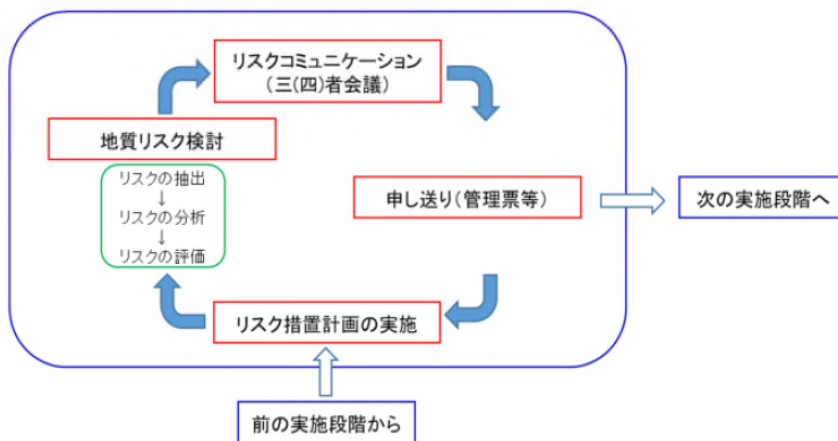 リスクコミュニケーション
(三(四)者会議)
地質リスク検討
リスクの抽出
↓
リスクの分析
↓
リスクの評価
申し送り(管理票等)
次の実施段階へ
リスク措置計画の実施
前の実施段階から